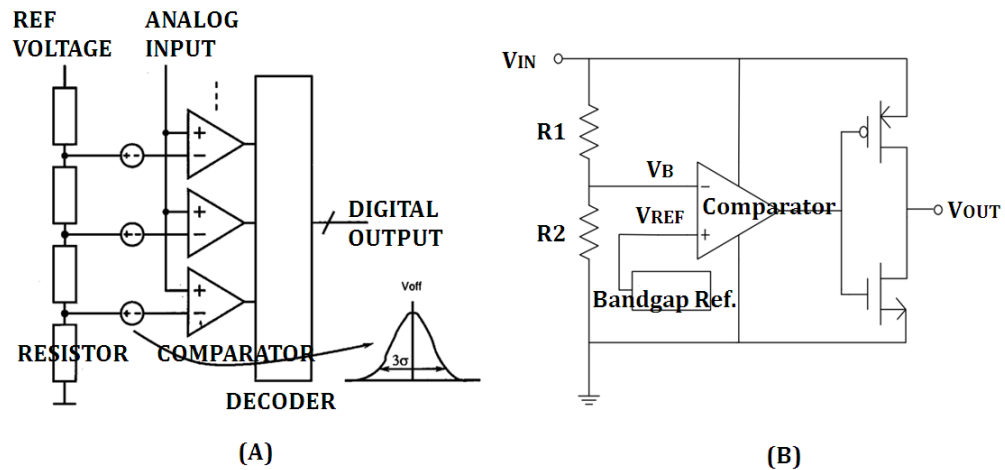 REF
VOLTAGE
ANALOG
INPUT
+
−
+
−
+
−
+-
+-
+-
DIGITAL
OUTPUT
Voff
3σ
RESISTOR
COMPARATOR
DECODER
(A)
VIN
R1
VB
−
Comparator
VREF
+
R2
Bandgap Ref.
VOUT
(B)